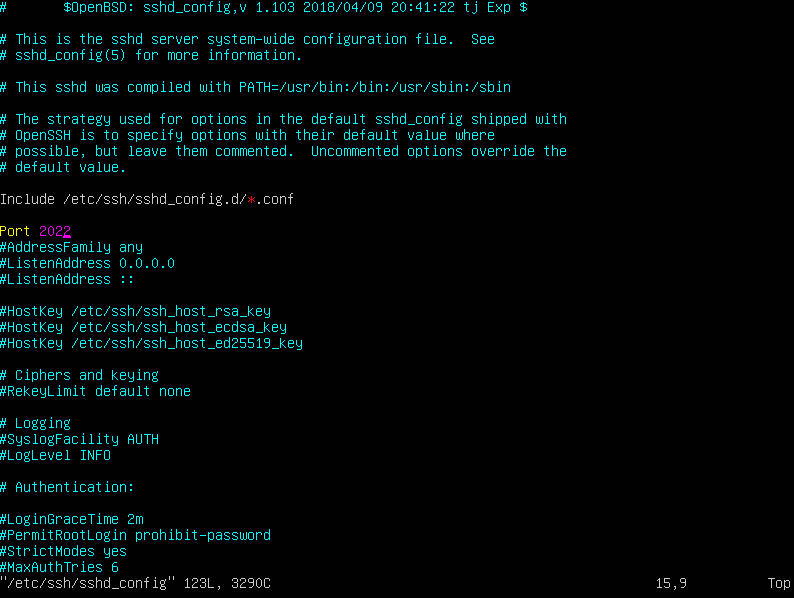 #       $OpenBSD: sshd_config,v 1.103 2018/04/09 20:41:22 tj Exp $
# This is the sshd server system-wide configuration file.  See
# sshd_config(5) for more information.
# This sshd was compiled with PATH=/usr/bin:/bin:/usr/sbin:/sbin
# The strategy used for options in the default sshd_config shipped with
# OpenSSH is to specify options with their default value where
# possible, but leave them commented.  Uncommented options override the
# default value.
Include /etc/ssh/sshd_config.d/*.conf
Port 2022
#AddressFamily any
#ListenAddress 0.0.0.0
#ListenAddress ::
#HostKey /etc/ssh/ssh_host_rsa_key
#HostKey /etc/ssh/ssh_host_ecdsa_key
#HostKey /etc/ssh/ssh_host_ed25519_key
# Ciphers and keying
#RekeyLimit default none
# Logging
#SyslogFacility AUTH
#LogLevel INFO
# Authentication:
#LoginGraceTime 2m
#PermitRootLogin prohibit-password
#StrictModes yes
#MaxAuthTries 6
"/etc/ssh/sshd_config" 123L, 3290C 15,9 Top